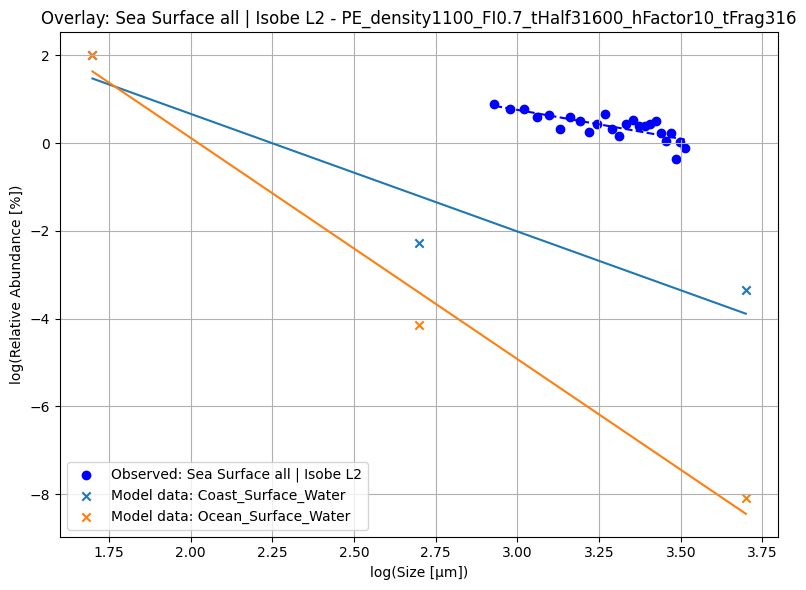 Overlay: Sea Surface all | Isobe L2 - PE_density1100_FI0.7_tHalf31600_hFactor10_tFrag316
log(Relative Abundance [%])
2
0
−2
−4
−6
−8
Observed: Sea Surface all | Isobe L2
Model data: Coast_Surface_Water
Model data: Ocean_Surface_Water
1.75 2.00 2.25 2.50 2.75 3.00 3.25 3.50 3.75
log(Size [μm])